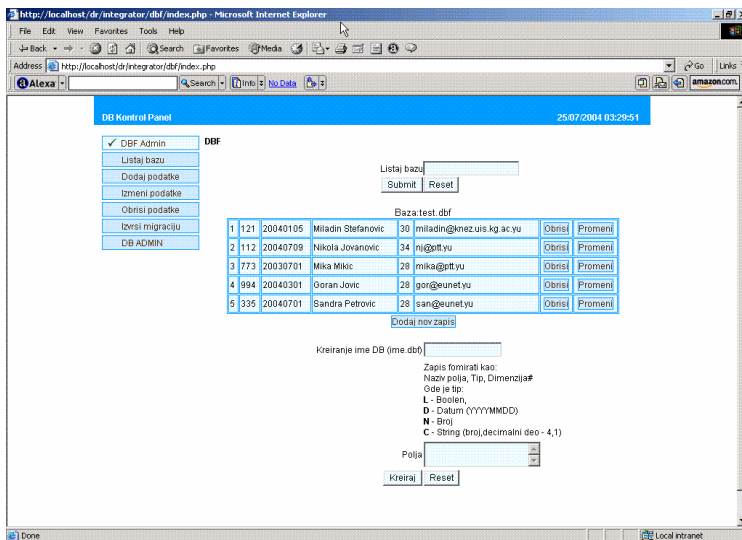 http://localhost/dr/integrator/dbf/index.php - Microsoft Internet Explorer
File Edit View Favorites Tools Help
Back Search Favorites Media
Address http://localhost/dr/integrator/dbf/index.php Go Links
Alexa Search Info No Data amazon.com.
DB Kontrol Panel 25/07/2004 03:29:51
DBF Admin DBF
Listaj bazu
Dodaj podatke
Izmeni podatke
Obrisi podatke
Izvrsi migraciju
DB ADMIN
Listaj bazu
Submit Reset
Baza:test.dbf
1 121 20040105 Miladin Stefanovic 30 miladin@knez.uis.kg.ac.yu Obrisi Promeni
2 112 20040709 Nikola Jovanovic 34 nj@ptt.yu Obrisi Promeni
3 773 20030701 Mika Mikic 28 mika@ptt.yu Obrisi Promeni
4 994 20040301 Goran Jovic 28 gor@eunet.yu Obrisi Promeni
5 335 20040701 Sandra Petrovic 28 san@eunet.yu Obrisi Promeni
Dodaj nov zapis
Kreiranje ime DB (ime.dbf)
Zapis fomirati kao:
Naziv polja, Tip, Dimenzija#
Gde je tip:
L - Boolen,
D - Datum (YYYYMMDD)
N - Broj
C - String (broj,decimalni deo - 4,1)
Polja
Kreiraj Reset
Done Local intranet